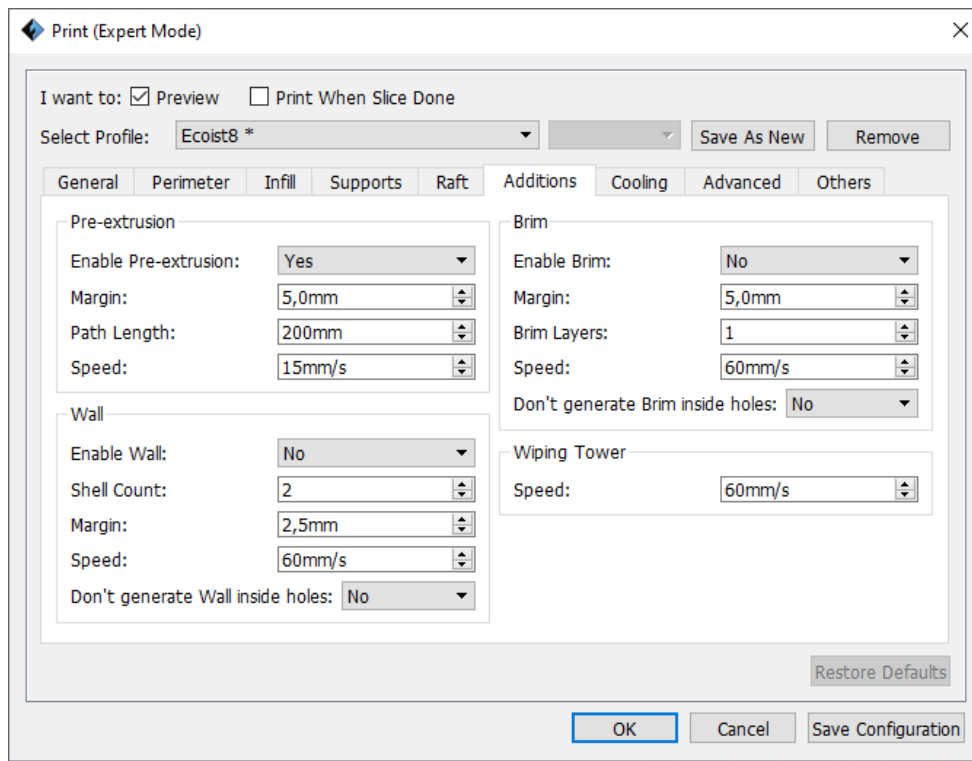 Print (Expert Mode)
I want to: Preview Print When Slice Done
Select Profile: Ecoist8 * Save As New Remove
General Perimeter Infill Supports Raft Additions Cooling Advanced Others
Pre-extrusion
Enable Pre-extrusion: Yes
Margin: 5,0mm
Path Length: 200mm
Speed: 15mm/s
Wall
Enable Wall: No
Shell Count: 2
Margin: 2,5mm
Speed: 60mm/s
Don't generate Wall inside holes: No
Brim
Enable Brim: No
Margin: 5,0mm
Brim Layers: 1
Speed: 60mm/s
Don't generate Brim inside holes: No
Wiping Tower
Speed: 60mm/s
Restore Defaults
OK Cancel Save Configuration